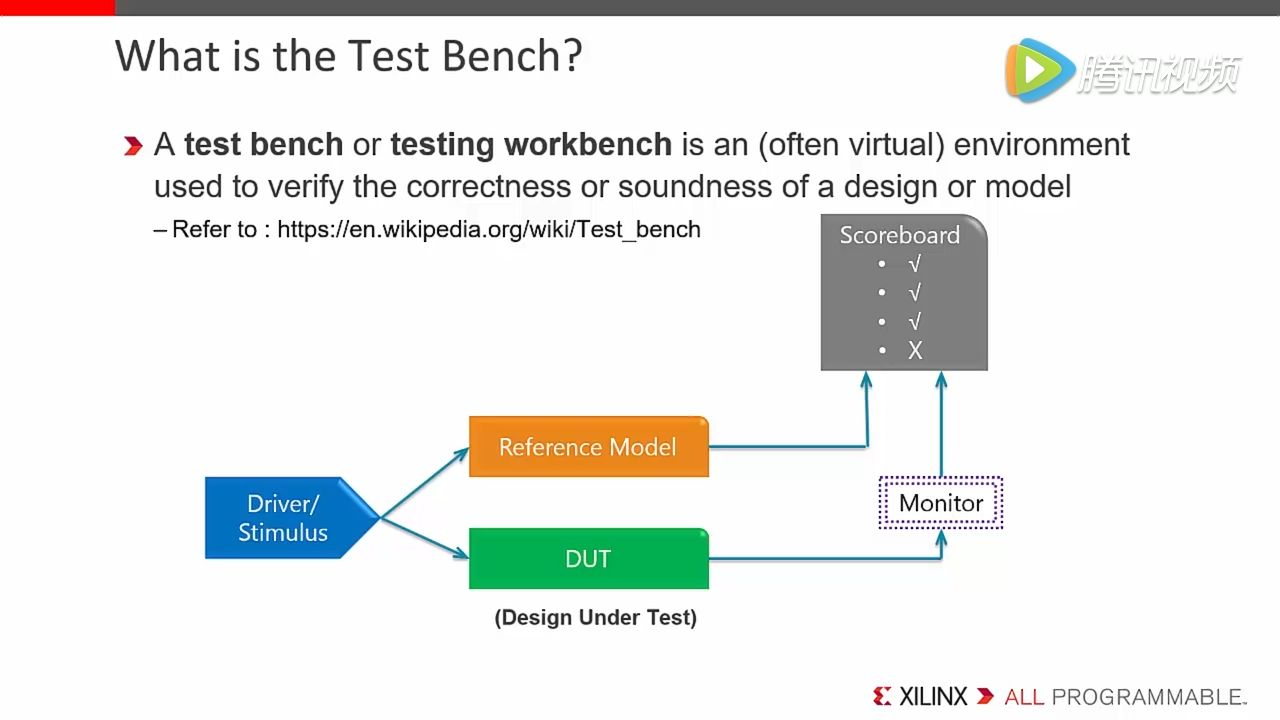 What is the Test Bench?
腾讯视频
A test bench or testing workbench is an (often virtual) environment
used to verify the correctness or soundness of a design or model
– Refer to : https://en.wikipedia.org/wiki/Test_bench
Scoreboard
• √
• √
• √
• X
Reference Model
Driver/
Stimulus
Monitor
DUT
(Design Under Test)
XILINX ALL PROGRAMMABLE™